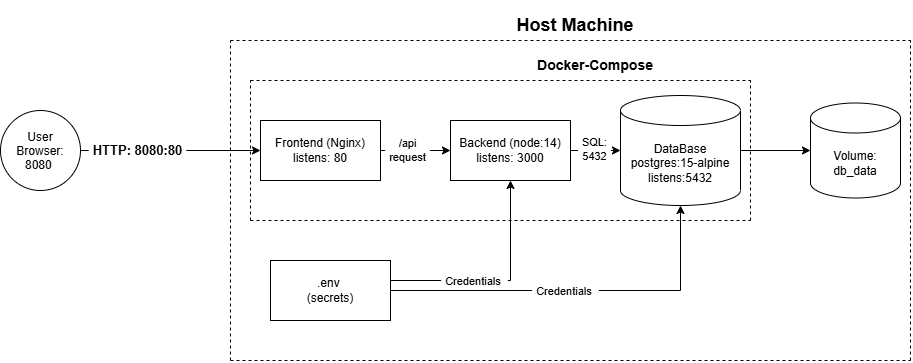 Host Machine
Docker-Compose
User
Browser:
8080
HTTP: 8080:80
Frontend (Nginx)
listens: 80
/api
request
Backend (node:14)
listens: 3000
SQL:
5432
DataBase
postgres:15-alpine
listens:5432
Volume:
db_data
.env
(secrets)
Credentials
Credentials